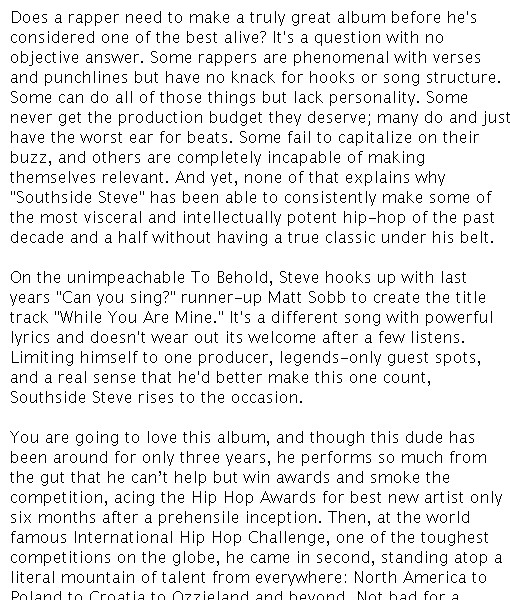 Does a rapper need to make a truly great album before he's
considered one of the best alive? It's a question with no
objective answer. Some rappers are phenomenal with verses
and punchlines but have no knack for hooks or song structure.
Some can do all of those things but lack personality. Some
never get the production budget they deserve; many do and just
have the worst ear for beats. Some fail to capitalize on their
buzz, and others are completely incapable of making
themselves relevant. And yet, none of that explains why
"Southside Steve" has been able to consistently make some of
the most visceral and intellectually potent hip-hop of the past
decade and a half without having a true classic under his belt.

On the unimpeachable To Behold, Steve hooks up with last
years "Can you sing?" runner-up Matt Sobb to create the title
track "While You Are Mine." It's a different song with powerful
lyrics and doesn't wear out its welcome after a few listens.
Limiting himself to one producer, legends-only guest spots,
and a real sense that he'd better make this one count,
Southside Steve rises to the occasion.

You are going to love this album, and though this dude has
been around for only three years, he performs so much from
the gut that he can't help but win awards and smoke the
competition, acing the Hip Hop Awards for best new artist only
six months after a prehensile inception. Then, at the world
famous International Hip Hop Challenge, one of the toughest
competitions on the globe, he came in second, standing atop a
literal mountain of talent from everywhere: North America to
Poland to Croatia to Ozzieland and beyond. Not bad for a